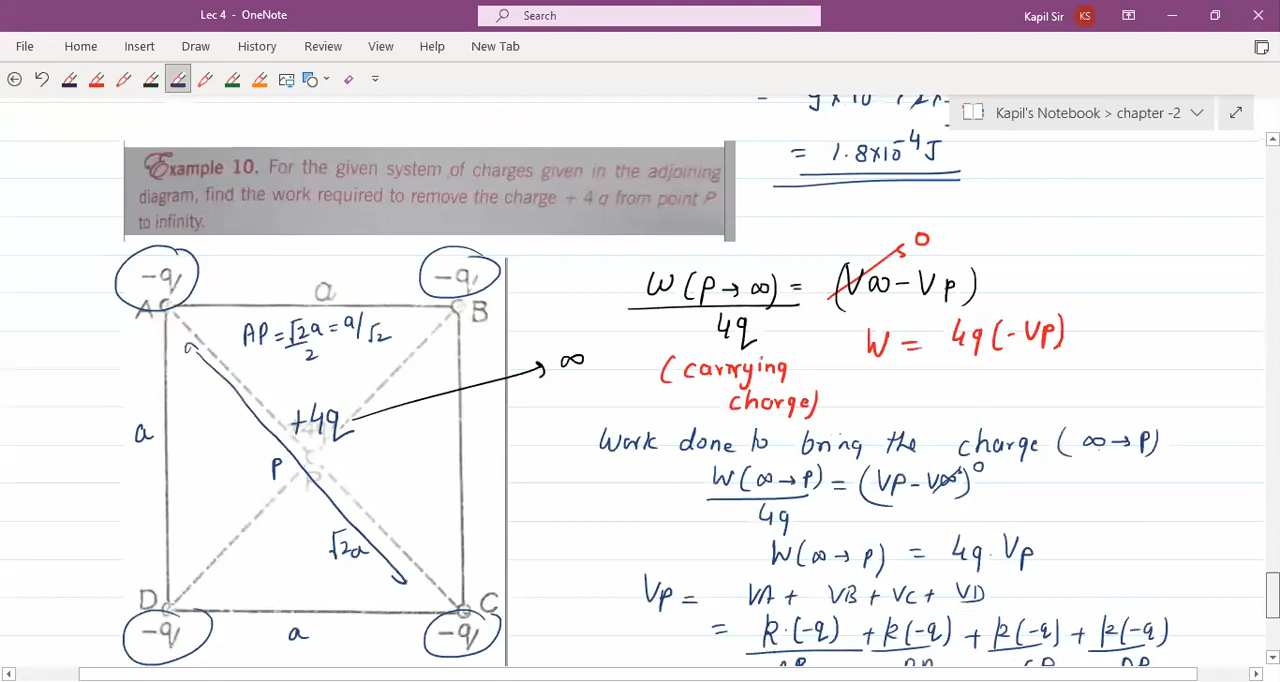 Lec 4 - OneNote
Search
Kapil Sir
KS
File Home Insert Draw History Review View Help New Tab
Kapil's Notebook > chapter -2
= 1.8×10⁻⁴ J
Example 10. For the given system of charges given in the adjoining
diagram, find the work required to remove the charge + 4 q from point P
to infinity.
-q
-q
A
a
B
AP = √2a/2 = a/√2
+4q
∞
a
P
√2a
D
C
-q
a
-q
W(P→∞)/4q = (V∞ - Vp)
0
(carrying
charge)
W = 4q(-Vp)
Work done to bring the charge (∞→P)
W(∞→P)/4q = (VP - V∞)
0
W(∞→P) = 4q·Vp
Vp = VA + VB + VC + VD
= k·(-q) + k(-q) + k(-q) + k(-q)